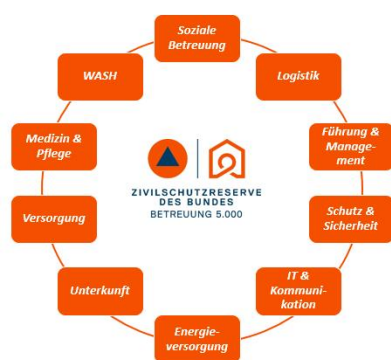 Soziale
Betreuung
Logistik
Führung &
Manage-
ment
Schutz &
Sicherheit
IT &
Kommuni-
kation
Energie-
versorgung
Unterkunft
Versorgung
Medizin &
Pflege
WASH
ZIVILSCHUTZRESERVE
DES BUNDES
BETREUUNG 5.000